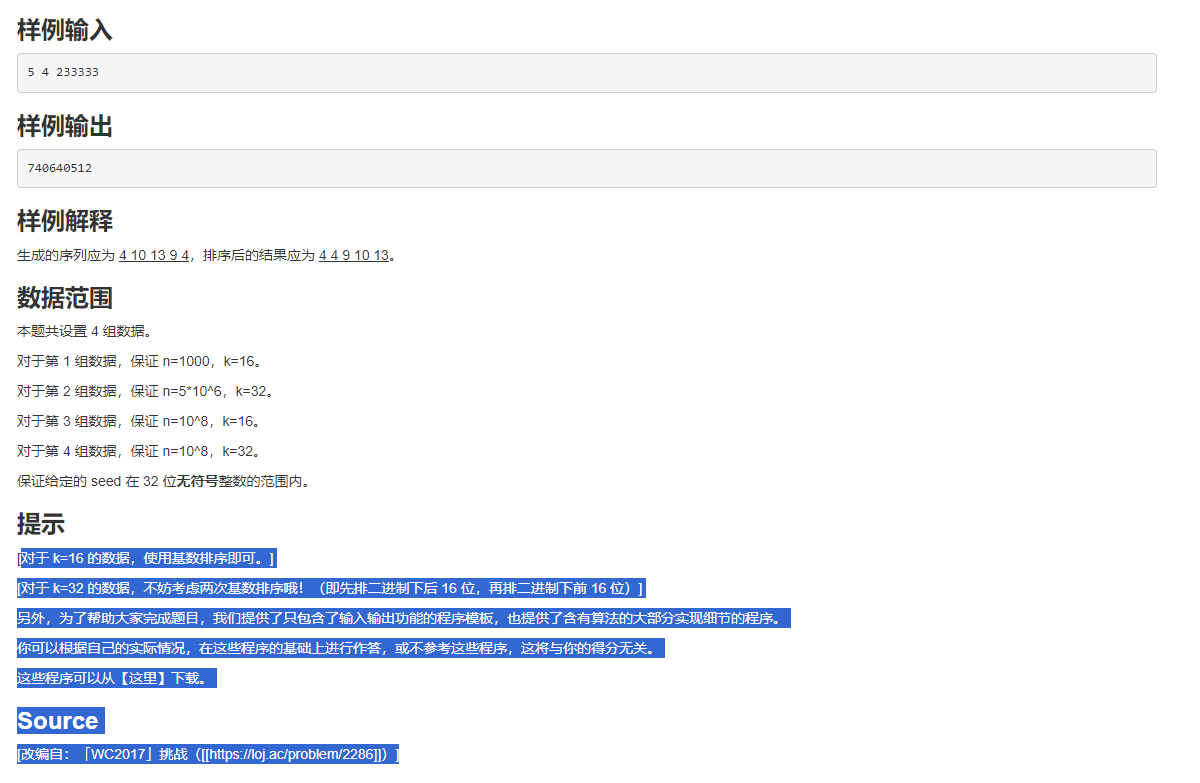 样例输入
5 4 233333
样例输出
740640512
样例解释
生成的序列应为 4 10 13 9 4，排序后的结果应为 4 4 9 10 13。
数据范围
本题共设置 4 组数据。
对于第 1 组数据，保证 n=1000，k=16。
对于第 2 组数据，保证 n=5*10^6，k=32。
对于第 3 组数据，保证 n=10^8，k=16。
对于第 4 组数据，保证 n=10^8，k=32。
保证给定的 seed 在 32 位无符号整数的范围内。
提示
[对于 k=16 的数据，使用基数排序即可。]
[对于 k=32 的数据，不妨考虑两次基数排序哦！（即先排二进制下后 16 位，再排二进制下前 16 位）]
另外，为了帮助大家完成题目，我们提供了只包含了输入输出功能的程序模板，也提供了含有算法的大部分实现细节的程序。
你可以根据自己的实际情况，在这些程序的基础上进行作答，或不参考这些程序，这将与你的得分无关。
这些程序可以从【这里】下载。
Source
[改编自：「WC2017」挑战（[[https://loj.ac/problem/2286]]）]